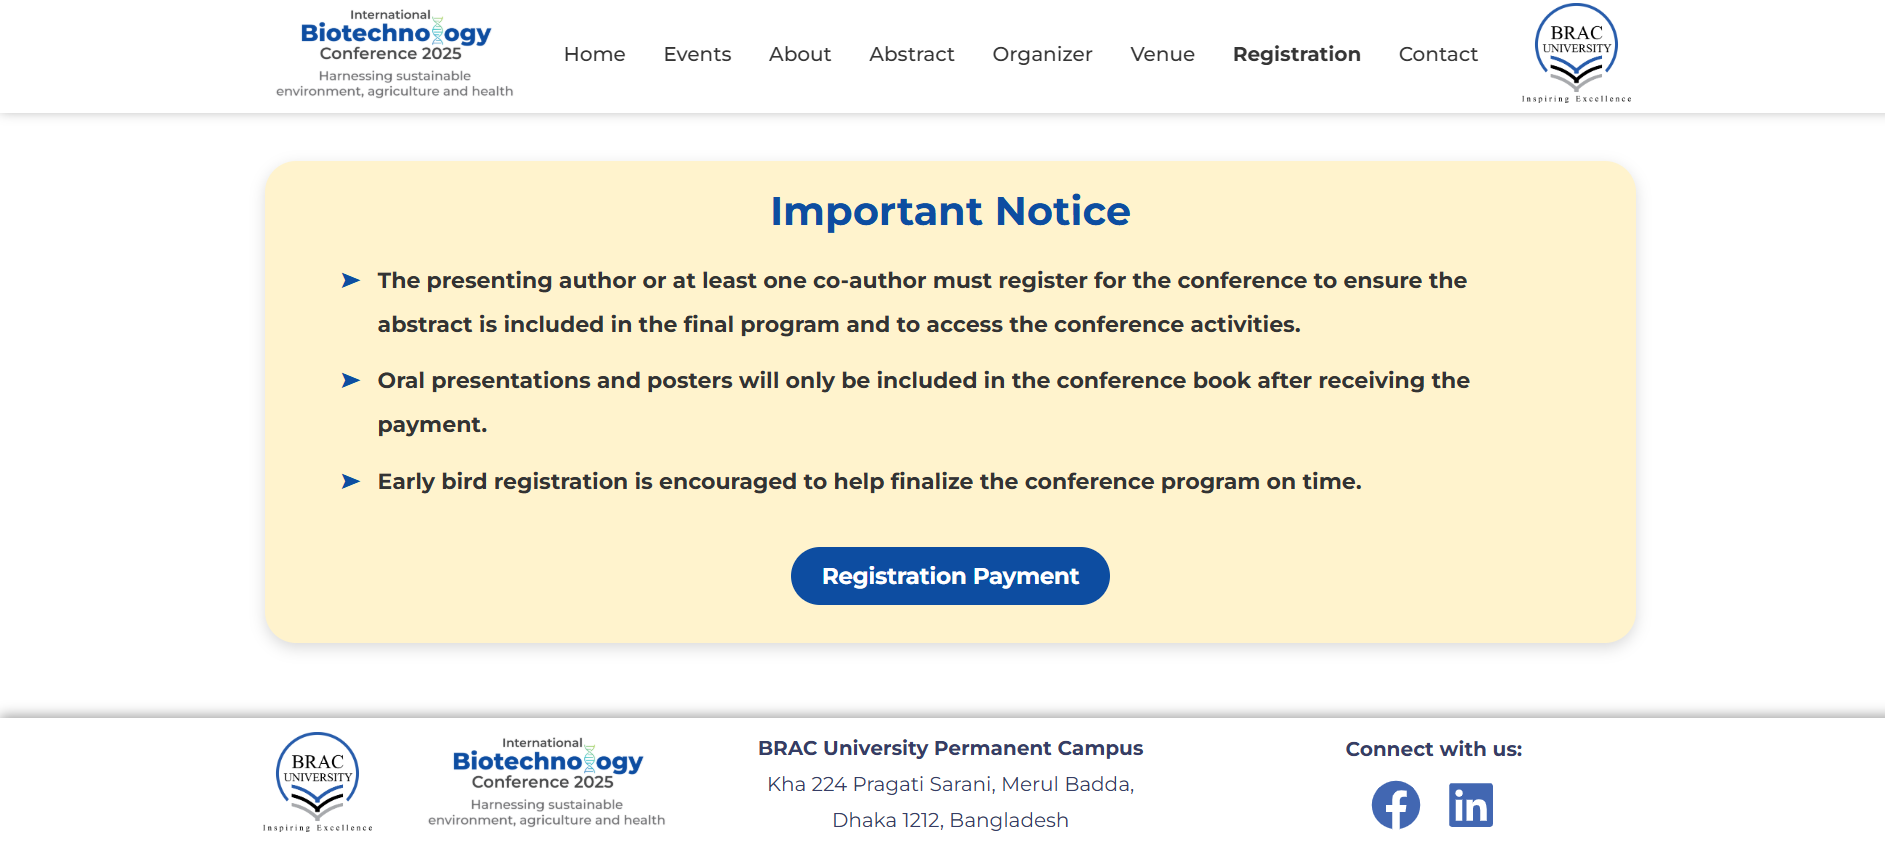 International
Biotechnology
Conference 2025
Harnessing sustainable
environment, agriculture and health
Home Events About Abstract Organizer Venue Registration Contact
BRAC
UNIVERSITY
Inspiring Excellence
Important Notice
➤ The presenting author or at least one co-author must register for the conference to ensure the
abstract is included in the final program and to access the conference activities.
➤ Oral presentations and posters will only be included in the conference book after receiving the
payment.
➤ Early bird registration is encouraged to help finalize the conference program on time.
Registration Payment
BRAC
UNIVERSITY
Inspiring Excellence
International
Biotechnology
Conference 2025
Harnessing sustainable
environment, agriculture and health
BRAC University Permanent Campus
Kha 224 Pragati Sarani, Merul Badda,
Dhaka 1212, Bangladesh
Connect with us:
f in